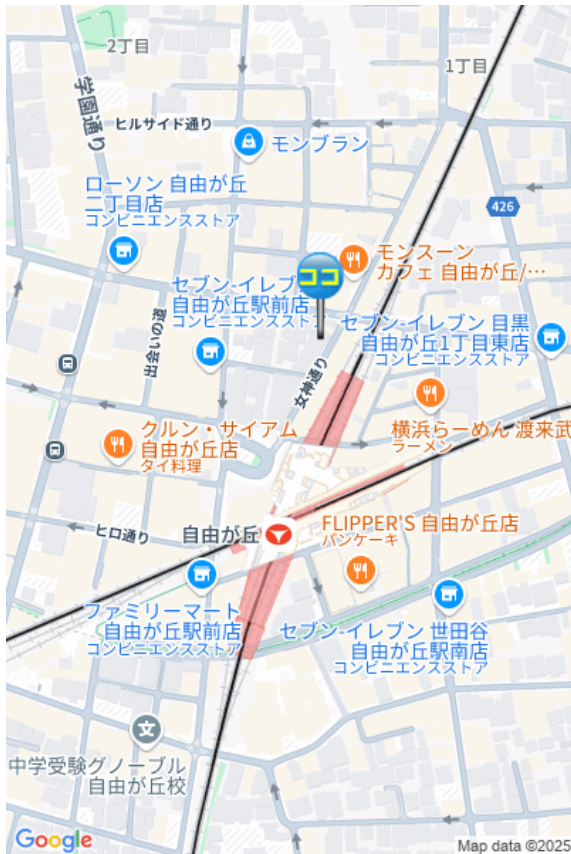 2丁目
1丁目
学園通り
ヒルサイド通り
モンブラン
ローソン 自由が丘
二丁目店
コンビニエンスストア
426
モンスーン
カフェ 自由が丘/…
ココ
セブン-イレブ
自由が丘駅前店
コンビニエンススト
セブン-イレブン 目黒
自由が丘1丁目東店
コンビニエンスストア
出会いの道
女神通り
クルン・サイアム
自由が丘店
タイ料理
横浜らーめん 渡来武
ラーメン
ヒロ通り
自由が丘
FLIPPER'S 自由が丘店
パンケーキ
ファミリーマート
自由が丘駅前店
コンビニエンスストア
セブン-イレブン 世田谷
自由が丘駅南店
コンビニエンスストア
文
中学受験グノーブル
自由が丘校
Google
Map data ©2025